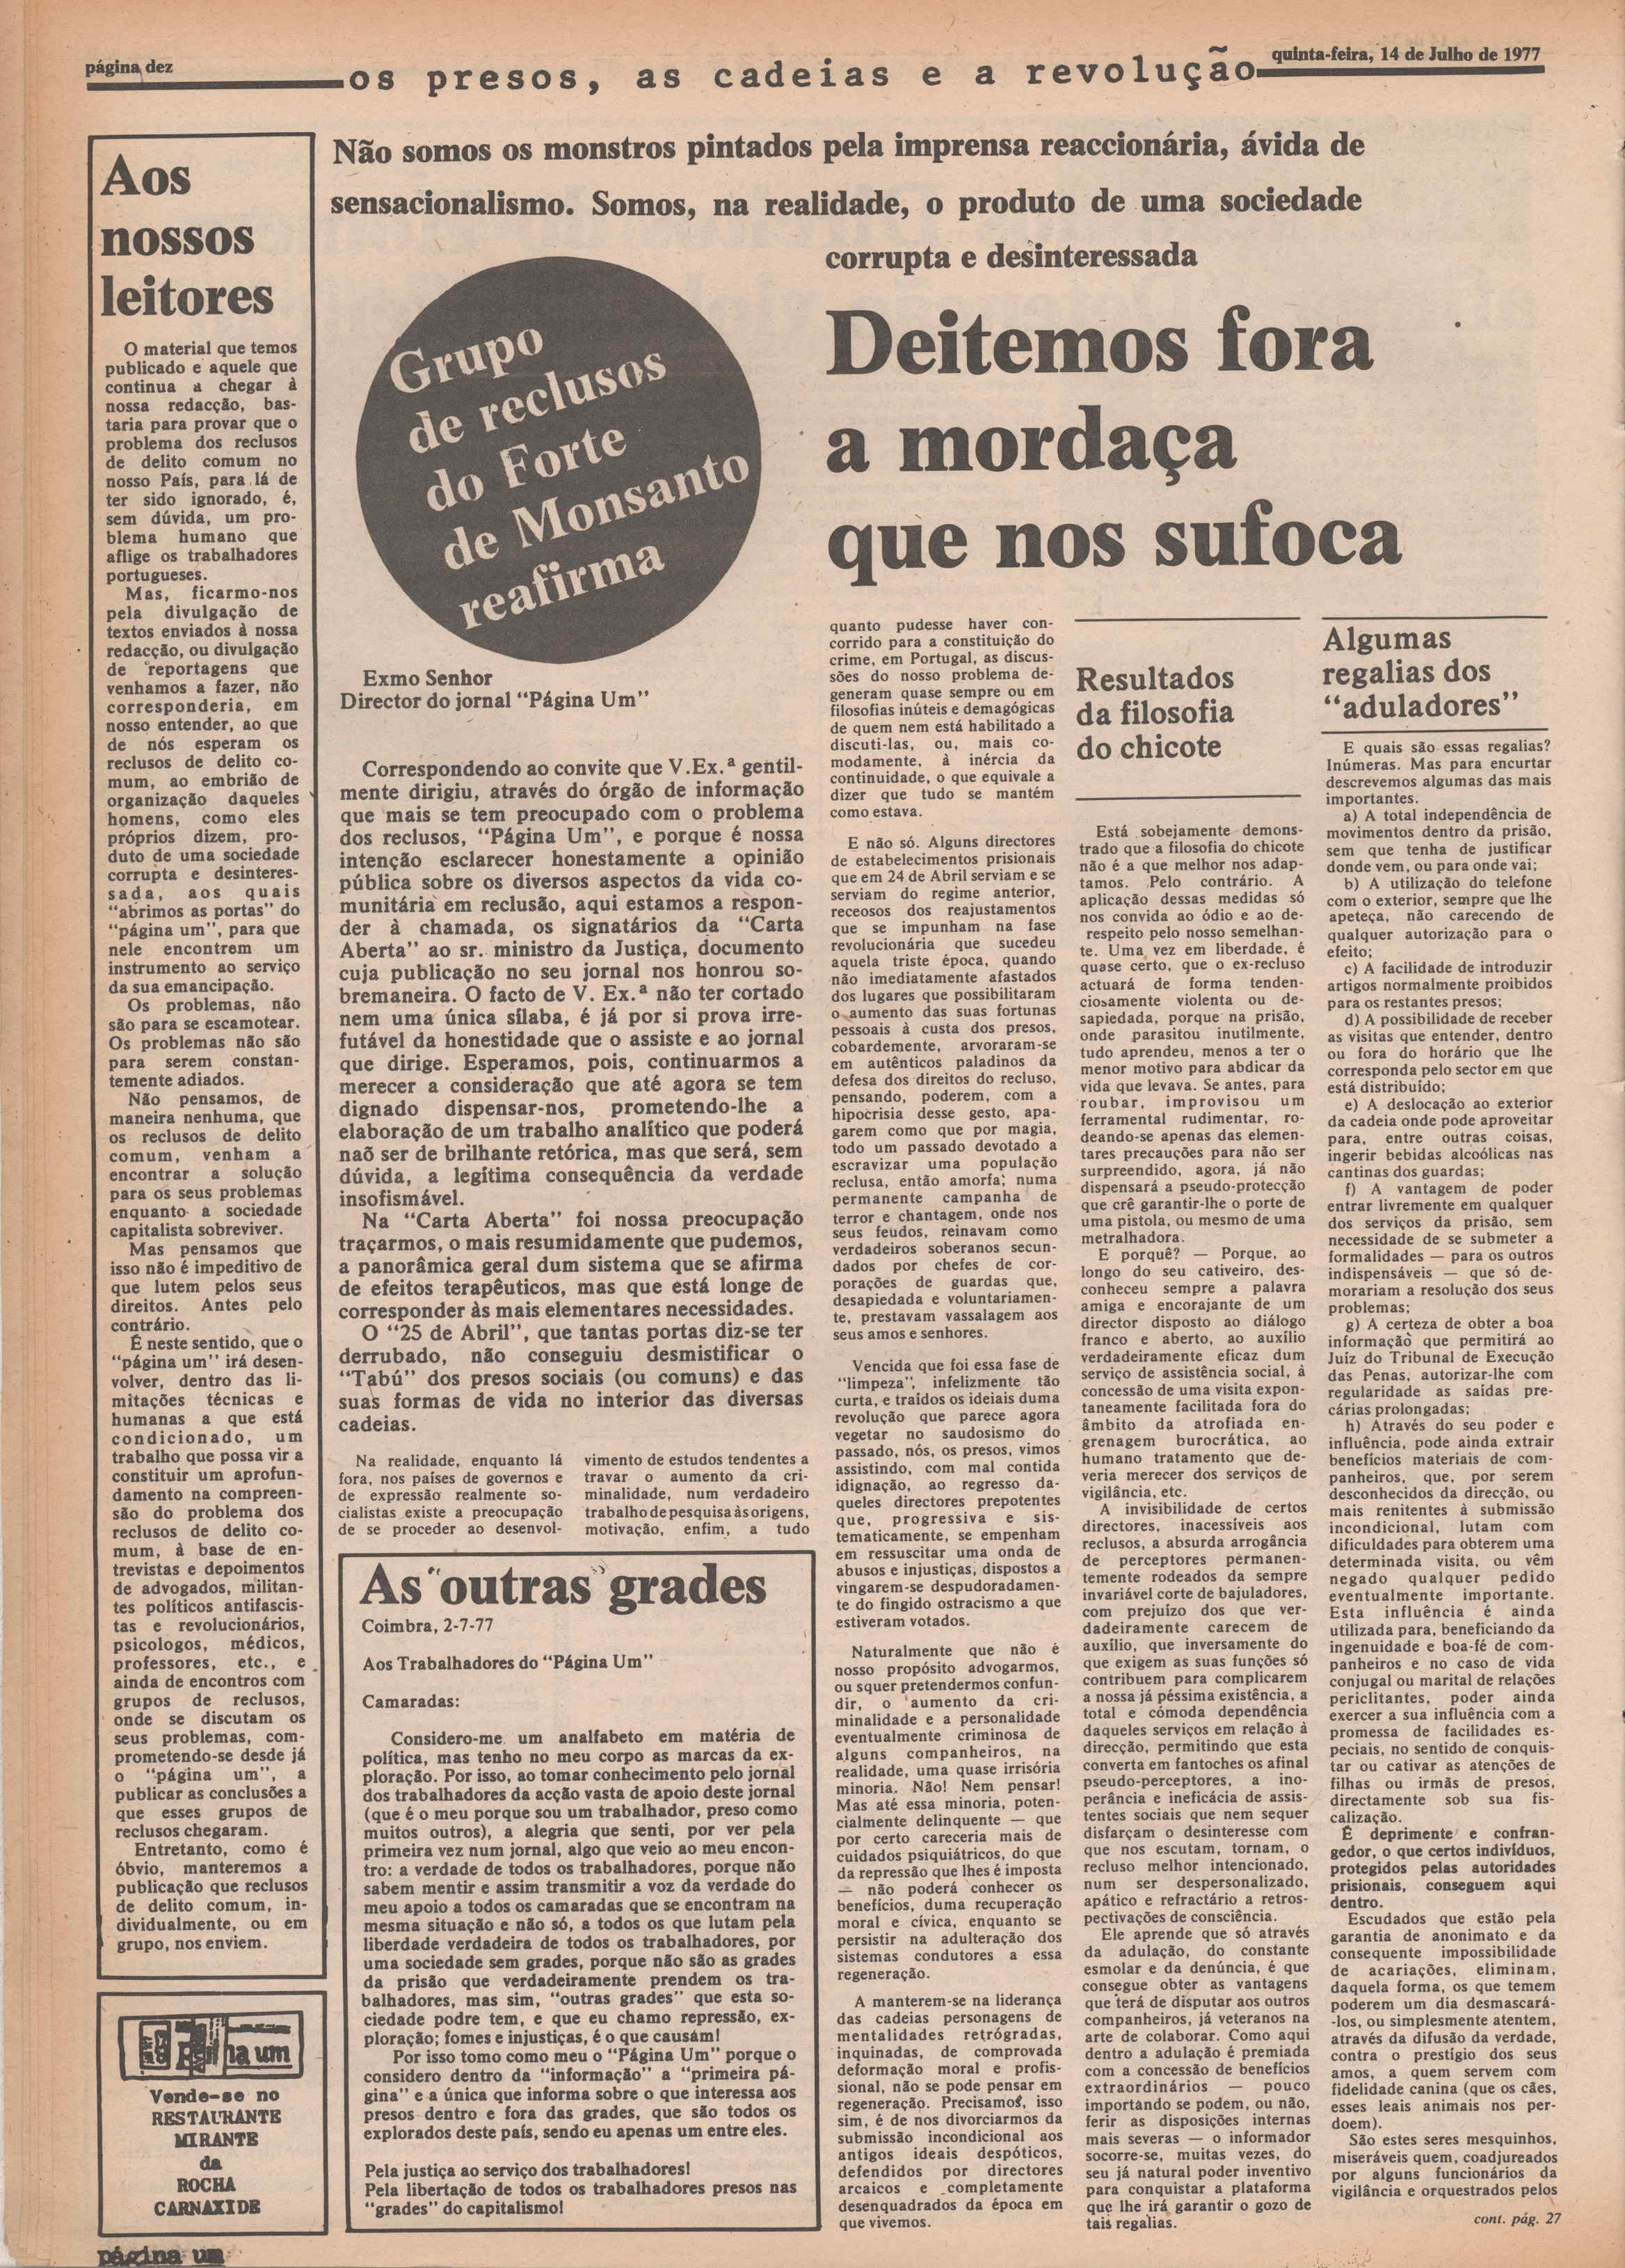 página dez
os presos, as cadeias e a revolução
quinta-feira, 14 de Julho de 1977
Aos
nossos
leitores
O material que temos
publicado e aquele que
continua a chegar à
nossa redacção, bas-
taria para provar que o
problema dos reclusos
de delito comum no
nosso País, para lá de
ter sido ignorado, é,
sem dúvida, um pro-
blema humano que
aflige os trabalhadores
portugueses.
Mas, ficarmo-nos
pela divulgação de
textos enviados à nossa
redacção, ou divulgação
de reportagens que
venhamos a fazer, não
corresponderia, em
nosso entender, ao que
de nós esperam os
reclusos de delito co-
mum, ao embrião de
organização daqueles
homens, como eles
próprios dizem, pro-
duto de uma sociedade
corrupta e desinteres-
sada, aos quais
"abrimos as portas" do
"página um", para que
nele encontrem um
instrumento ao serviço
da sua emancipação.
Os problemas, não
são para se escamotear.
Os problemas não são
para serem constan-
temente adiados.
Não pensamos, de
maneira nenhuma, que
os reclusos de delito
comum, venham a
encontrar a solução
para os seus problemas
enquanto a sociedade
capitalista sobreviver.
Mas pensamos que
isso não é impeditivo de
que lutem pelos seus
direitos. Antes pelo
contrário.
É neste sentido, que o
"página um" irá desen-
volver, dentro das li-
mitações técnicas e
humanas a que está
condicionado, um
trabalho que possa vir a
constituir um aprofun-
damento na compreen-
são do problema dos
reclusos de delito co-
mum, à base de en-
trevistas e depoimentos
de advogados, militan-
tes políticos antifascis-
tas e revolucionários,
psicologos, médicos,
professores, etc., e
ainda de encontros com
grupos de reclusos,
onde se discutam os
seus problemas, com-
prometendo-se desde já
o "página um", a
publicar as conclusões a
que esses grupos de
reclusos chegaram.
Entretanto, como é
óbvio, manteremos a
publicação que reclusos
de delito comum, in-
dividualmente, ou em
grupo, nos enviem.
Vende-se no
RESTAURANTE
MIRANTE
da
ROCHA
CARNAXIDE
página um
Não somos os monstros pintados pela imprensa reaccionária, ávida de
sensacionalismo. Somos, na realidade, o produto de uma sociedade
corrupta e desinteressada
Grupo
de reclusos
do Forte
de Monsanto
reafirma
Deitemos fora
a mordaça
que nos sufoca
Exmo Senhor
Director do jornal "Página Um"
Correspondendo ao convite que V.Ex.ª gentil-
mente dirigiu, através do órgão de informação
que mais se tem preocupado com o problema
dos reclusos, "Página Um", e porque é nossa
intenção esclarecer honestamente a opinião
pública sobre os diversos aspectos da vida co-
munitária em reclusão, aqui estamos a respon-
der à chamada, os signatários da "Carta
Aberta" ao sr. ministro da Justiça, documento
cuja publicação no seu jornal nos honrou so-
bremaneira. O facto de V. Ex.ª não ter cortado
nem uma única sílaba, é já por si prova irre-
futável da honestidade que o assiste e ao jornal
que dirige. Esperamos, pois, continuarmos a
merecer a consideração que até agora se tem
dignado dispensar-nos, prometendo-lhe a
elaboração de um trabalho analítico que poderá
naõ ser de brilhante retórica, mas que será, sem
dúvida, a legítima consequência da verdade
insofismável.
Na "Carta Aberta" foi nossa preocupação
traçarmos, o mais resumidamente que pudemos,
a panorâmica geral dum sistema que se afirma
de efeitos terapêuticos, mas que está longe de
corresponder às mais elementares necessidades.
O "25 de Abril", que tantas portas diz-se ter
derrubado, não conseguiu desmistificar o
"Tabú" dos presos sociais (ou comuns) e das
suas formas de vida no interior das diversas
cadeias.
Na realidade, enquanto lá
fora, nos países de governos e
de expressão realmente so-
cialistas existe a preocupação
de se proceder ao desenvol-
vimento de estudos tendentes a
travar o aumento da cri-
minalidade, num verdadeiro
trabalho de pesquisa às origens,
motivação, enfim, a tudo
As "outras" grades
Coimbra, 2-7-77
Aos Trabalhadores do "Página Um"
Camaradas:
Considero-me um analfabeto em matéria de
política, mas tenho no meu corpo as marcas da ex-
ploração. Por isso, ao tomar conhecimento pelo jornal
dos trabalhadores da acção vasta de apoio deste jornal
(que é o meu porque sou um trabalhador, preso como
muitos outros), a alegria que senti, por ver pela
primeira vez num jornal, algo que veio ao meu encon-
tro: a verdade de todos os trabalhadores, porque não
sabem mentir e assim transmitir a voz da verdade do
meu apoio a todos os camaradas que se encontram na
mesma situação e não só, a todos os que lutam pela
liberdade verdadeira de todos os trabalhadores, por
uma sociedade sem grades, porque não são as grades
da prisão que verdadeiramente prendem os tra-
balhadores, mas sim, "outras grades" que esta so-
ciedade podre tem, e que eu chamo repressão, ex-
ploração; fomes e injustiças, é o que causám!
Por isso tomo como meu o "Página Um" porque o
considero dentro da "informação" a "primeira pá-
gina" e a única que informa sobre o que interessa aos
presos dentro e fora das grades, que são todos os
explorados deste país, sendo eu apenas um entre eles.
Pela justiça ao serviço dos trabalhadores!
Pela libertação de todos os trabalhadores presos nas
"grades" do capitalismo!
quanto pudesse haver con-
corrido para a constituição do
crime, em Portugal, as discus-
sões do nosso problema de-
generam quase sempre ou em
filosofias inúteis e demagógicas
de quem nem está habilitado a
discuti-las, ou, mais co-
modamente, à inércia da
continuidade, o que equivale a
dizer que tudo se mantém
como estava.
E não só. Alguns directores
de estabelecimentos prisionais
que em 24 de Abril serviam e se
serviam do regime anterior,
receosos dos reajustamentos
que se impunham na fase
revolucionária que sucedeu
aquela triste época, quando
não imediatamente afastados
dos lugares que possibilitaram
o aumento das suas fortunas
pessoais à custa dos presos,
cobardemente, arvoraram-se
em autênticos paladinos da
defesa dos direitos do recluso,
pensando, poderem, com a
hipocrisia desse gesto, apa-
garem como que por magia,
todo um passado devotado a
escravizar uma população
reclusa, então amorfa; numa
permanente campanha de
terror e chantagem, onde nos
seus feudos, reinavam como
verdadeiros soberanos secun-
dados por chefes de cor-
porações de guardas que,
desapiedada e voluntariamen-
te, prestavam vassalagem aos
seus amos e senhores.
Vencida que foi essa fase de
"limpeza", infelizmente tão
curta, e traídos os ideiais duma
revolução que parece agora
vegetar no saudosismo do
passado, nós, os presos, vimos
assistindo, com mal contida
idignação, ao regresso da-
queles directores prepotentes
que, progressiva e sis-
tematicamente, se empenham
em ressuscitar uma onda de
abusos e injustiças, dispostos a
vingarem-se despudoradamen-
te do fingido ostracismo a que
estiveram votados.
Naturalmente que não é
nosso propósito advogarmos,
ou squer pretendermos confun-
dir, o aumento da cri-
minalidade e a personalidade
eventualmente criminosa de
alguns companheiros, na
realidade, uma quase irrisória
minoria. Não! Nem pensar!
Mas até essa minoria, poten-
cialmente delinquente — que
por certo careceria mais de
cuidados psiquiátricos, do que
da repressão que lhes é imposta
— não poderá conhecer os
benefícios, duma recuperação
moral e cívica, enquanto se
persistir na adulteração dos
sistemas condutores a essa
regeneração.
A manterem-se na liderança
das cadeias personagens de
mentalidades retrógradas,
inquinadas, de comprovada
deformação moral e profis-
sional, não se pode pensar em
regeneração. Precisamos, isso
sim, é de nos divorciarmos da
submissão incondicional aos
antigos ideais despóticos,
defendidos por directores
arcaicos e completamente
desenquadrados da época em
que vivemos.
Resultados
da filosofia
do chicote
Está sobejamente demons-
trado que a filosofia do chicote
não é a que melhor nos adap-
tamos. Pelo contrário. A
aplicação dessas medidas só
nos convida ao ódio e ao de-
respeito pelo nosso semelhan-
te. Uma vez em liberdade, é
quase certo, que o ex-recluso
actuará de forma tenden-
ciosamente violenta ou de-
sapiedada, porque na prisão,
onde parasitou inutilmente,
tudo aprendeu, menos a ter o
menor motivo para abdicar da
vida que levava. Se antes, para
roubar, improvisou um
ferramental rudimentar, ro-
deando-se apenas das elemen-
tares precauções para não ser
surpreendido, agora, já não
dispensará a pseudo-protecção
que crê garantir-lhe o porte de
uma pistola, ou mesmo de uma
metralhadora.
E porquê? — Porque, ao
longo do seu cativeiro, des-
conheceu sempre a palavra
amiga e encorajante de um
director disposto ao diálogo
franco e aberto, ao auxílio
verdadeiramente eficaz dum
serviço de assistência social, à
concessão de uma visita expon-
taneamente facilitada fora do
âmbito da atrofiada en-
grenagem burocrática, ao
humano tratamento que de-
veria merecer dos serviços de
vigilância, etc.
A invisibilidade de certos
directores, inacessíveis aos
reclusos, a absurda arrogância
de perceptores permanen-
temente rodeados da sempre
invariável corte de bajuladores,
com prejuízo dos que ver-
dadeiramente carecem de
auxílio, que inversamente do
que exigem as suas funções só
contribuem para complicarem
a nossa já péssima existência, a
total e cómoda dependência
daqueles serviços em relação à
direcção, permitindo que esta
converta em fantoches os afinal
pseudo-perceptores, a ino-
perância e ineficácia de assis-
tentes sociais que nem sequer
disfarçam o desinteresse com
que nos escutam, tornam, o
recluso melhor intencionado,
num ser despersonalizado,
apático e refractário a retros-
pectivações de consciência.
Ele aprende que só através
da adulação, do constante
esmolar e da denúncia, é que
consegue obter as vantagens
que terá de disputar aos outros
companheiros, já veteranos na
arte de colaborar. Como aqui
dentro a adulação é premiada
com a concessão de benefícios
extraordinários — pouco
importando se podem, ou não,
ferir as disposições internas
mais severas — o informador
socorre-se, muitas vezes, do
seu já natural poder inventivo
para conquistar a plataforma
que lhe irá garantir o gozo de
tais regalias.
Algumas
regalias dos
"aduladores"
E quais são essas regalias?
Inúmeras. Mas para encurtar
descrevemos algumas das mais
importantes.
a) A total independência de
movimentos dentro da prisão,
sem que tenha de justificar
donde vem, ou para onde vai;
b) A utilização do telefone
com o exterior, sempre que lhe
apeteça, não carecendo de
qualquer autorização para o
efeito;
c) A facilidade de introduzir
artigos normalmente proibidos
para os restantes presos;
d) A possibilidade de receber
as visitas que entender, dentro
ou fora do horário que lhe
corresponda pelo sector em que
está distribuído;
e) A deslocação ao exterior
da cadeia onde pode aproveitar
para, entre outras coisas,
ingerir bebidas alcoólicas nas
cantinas dos guardas;
f) A vantagem de poder
entrar livremente em qualquer
dos serviços da prisão, sem
necessidade de se submeter a
formalidades — para os outros
indispensáveis — que só de-
morariam a resolução dos seus
problemas;
g) A certeza de obter a boa
informação que permitirá ao
Juíz do Tribunal de Execução
das Penas, autorizar-lhe com
regularidade as saídas pre-
cárias prolongadas;
h) Através do seu poder e
influência, pode ainda extrair
benefícios materiais de com-
panheiros, que, por serem
desconhecidos da direcção, ou
mais renitentes à submissão
incondicional, lutam com
dificuldades para obterem uma
determinada visita, ou vêm
negado qualquer pedido
eventualmente importante.
Esta influência é ainda
utilizada para, beneficiando da
ingenuidade e boa-fé de com-
panheiros e no caso de vida
conjugal ou marital de relações
periclitantes, poder ainda
exercer a sua influência com a
promessa de facilidades es-
peciais, no sentido de conquis-
tar ou cativar as atenções de
filhas ou irmãs de presos,
directamente sob sua fis-
calização.
É deprimente e confran-
gedor, o que certos indivíduos,
protegidos pelas autoridades
prisionais, conseguem aqui
dentro.
Escudados que estão pela
garantia de anonimato e da
consequente impossibilidade
de acariações, eliminam,
daquela forma, os que temem
poderem um dia desmascará-
-los, ou simplesmente atentem,
através da difusão da verdade,
contra o prestígio dos seus
amos, a quem servem com
fidelidade canina (que os cães,
esses leais animais nos per-
doem).
São estes seres mesquinhos,
miseráveis quem, coadjureados
por alguns funcionários da
vigilância e orquestrados pelos
cont. pág. 27